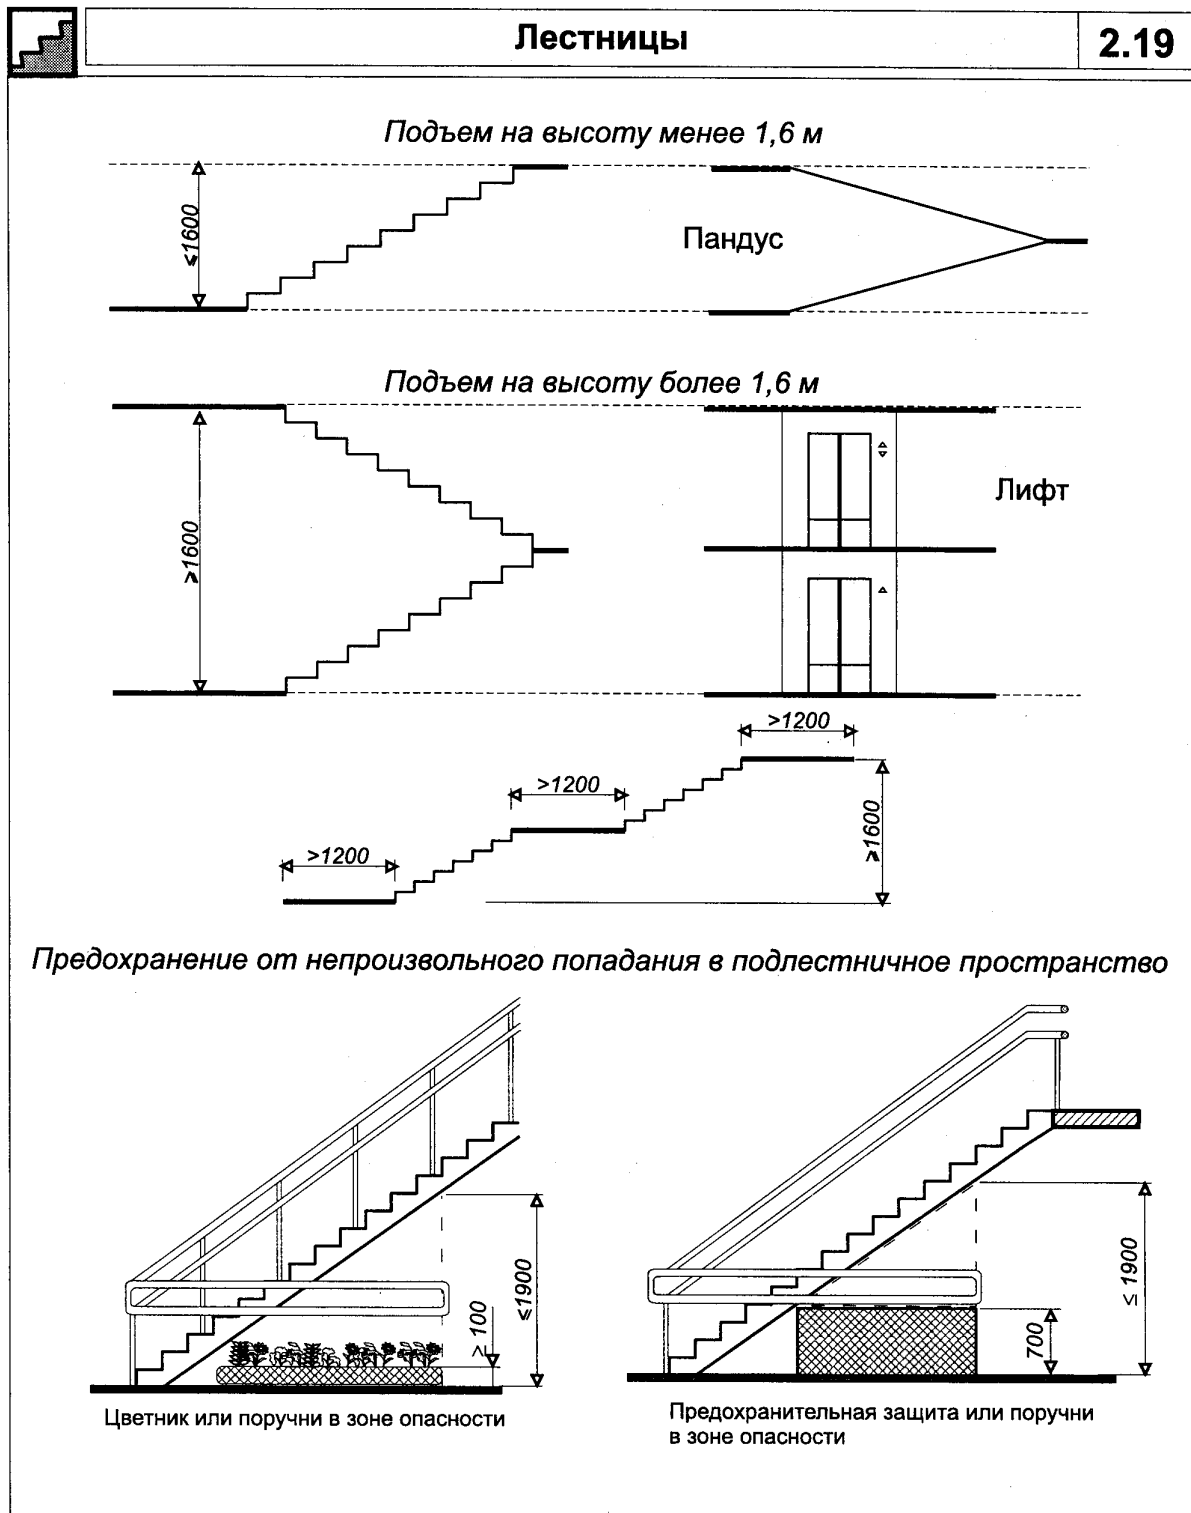 Лестницы
2.19
Подъем на высоту менее 1,6 м
⩽1600
Пандус
Подъем на высоту более 1,6 м
⩾1600
Лифт
>1200
>1200
>1200
⩾1600
Предохранение от непроизвольного попадания в подлестничное пространство
≤1900
≥100
≤ 1900
700
Цветник или поручни в зоне опасности
Предохранительная защита или поручни
в зоне опасности